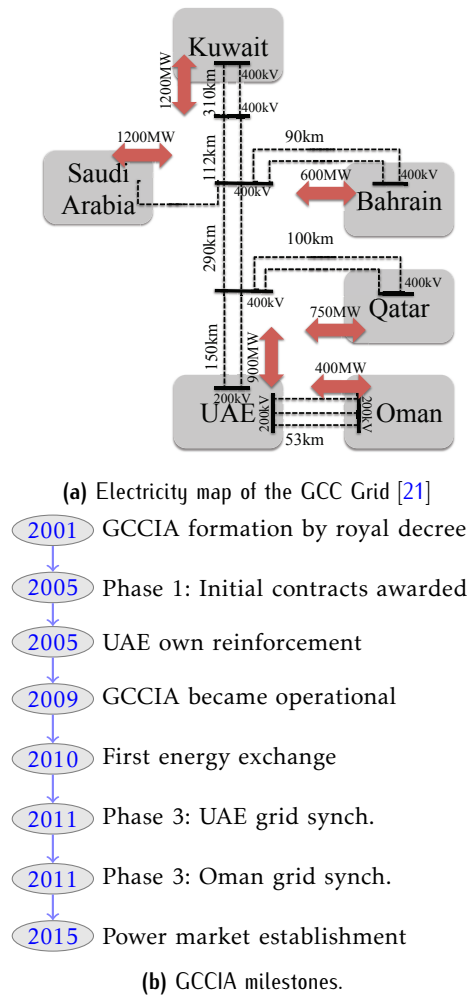 Kuwait
400kV
1200MW
310km
400kV
1200MW
Saudi
Arabia
112km
400kV
90km
600MW
400kV
Bahrain
290km
100km
400kV
400kV
Qatar
750MW
150km
900MW
400MW
UAE
200kV
200kV
53km
200kV
Oman
(a) Electricity map of the GCC Grid [21]
2001 GCCIA formation by royal decree
2005 Phase 1: Initial contracts awarded
2005 UAE own reinforcement
2009 GCCIA became operational
2010 First energy exchange
2011 Phase 3: UAE grid synch.
2011 Phase 3: Oman grid synch.
2015 Power market establishment
(b) GCCIA milestones.